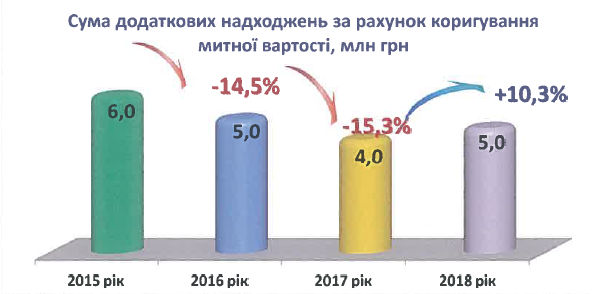 Сума додаткових надходжень за рахунок коригування
митної вартості, млн грн
-14,5%
-15,3%
+10,3%
6,0
5,0
4,0
5,0
2015 рік
2016 рік
2017 рік
2018 рік